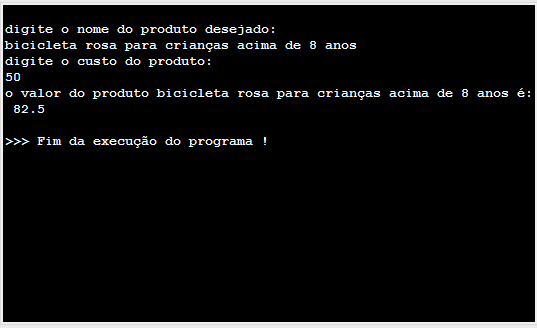 digite o nome do produto desejado:
bicicleta rosa para crianças acima de 8 anos
digite o custo do produto:
50
o valor do produto bicicleta rosa para crianças acima de 8 anos é:
82.5
>>> Fim da execução do programa !